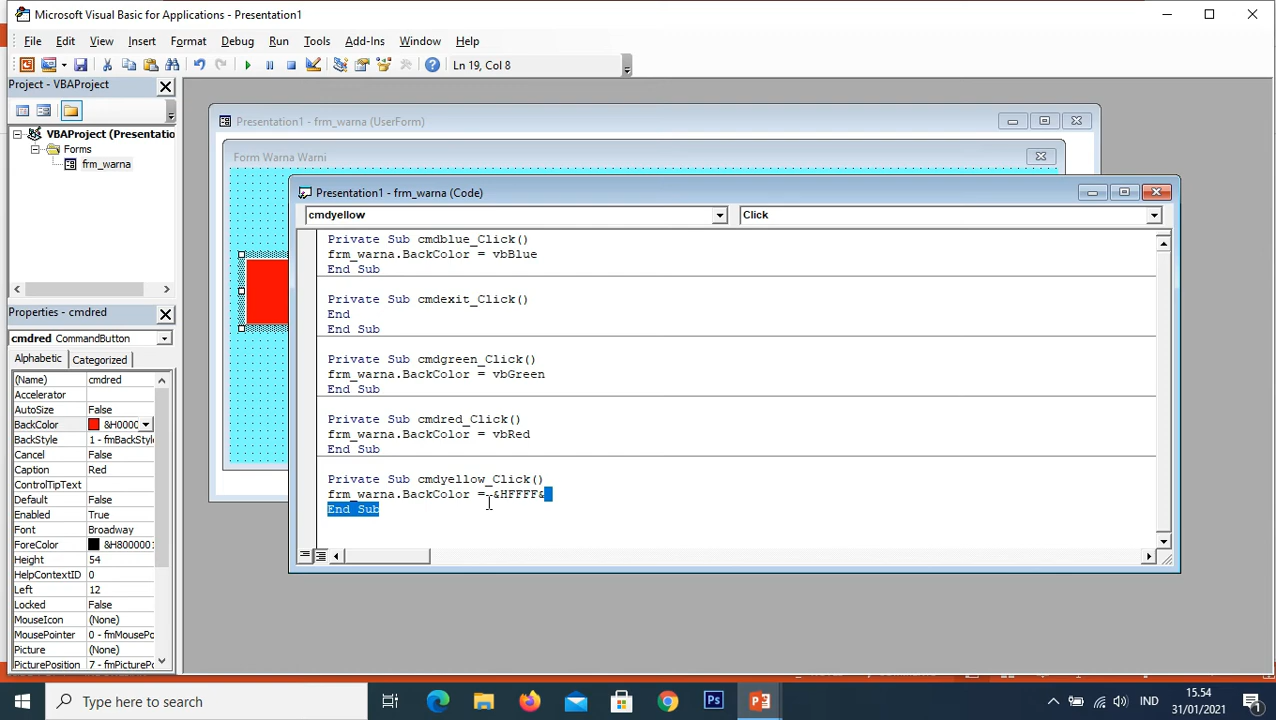 Microsoft Visual Basic for Applications - Presentation1
File Edit View Insert Format Debug Run Tools Add-Ins Window Help
Ln 19, Col 8
Project - VBAProject
VBAProject (Presentatio
Forms
frm_warna
Properties - cmdred
cmdred CommandButton
Alphabetic Categorized
(Name) cmdred
Accelerator
AutoSize False
BackColor &H0000
BackStyle 1 - fmBackStyl
Cancel False
Caption Red
ControlTipText
Default False
Enabled True
Font Broadway
ForeColor &H8000001
Height 54
HelpContextID 0
Left 12
Locked False
MouseIcon (None)
MousePointer 0 - fmMousePo
Picture (None)
PicturePosition 7 - fmPicturePo
Presentation1 - frm_warna (UserForm)
Form Warna Warni
Presentation1 - frm_warna (Code)
cmdyellow Click
Private Sub cmdblue_Click()
frm_warna.BackColor = vbBlue
End Sub
Private Sub cmdexit_Click()
End
End Sub
Private Sub cmdgreen_Click()
frm_warna.BackColor = vbGreen
End Sub
Private Sub cmdred_Click()
frm_warna.BackColor = vbRed
End Sub
Private Sub cmdyellow_Click()
frm_warna.BackColor = &HFFFF&
End Sub
Type here to search
Ps
IND
15.54
31/01/2021
1